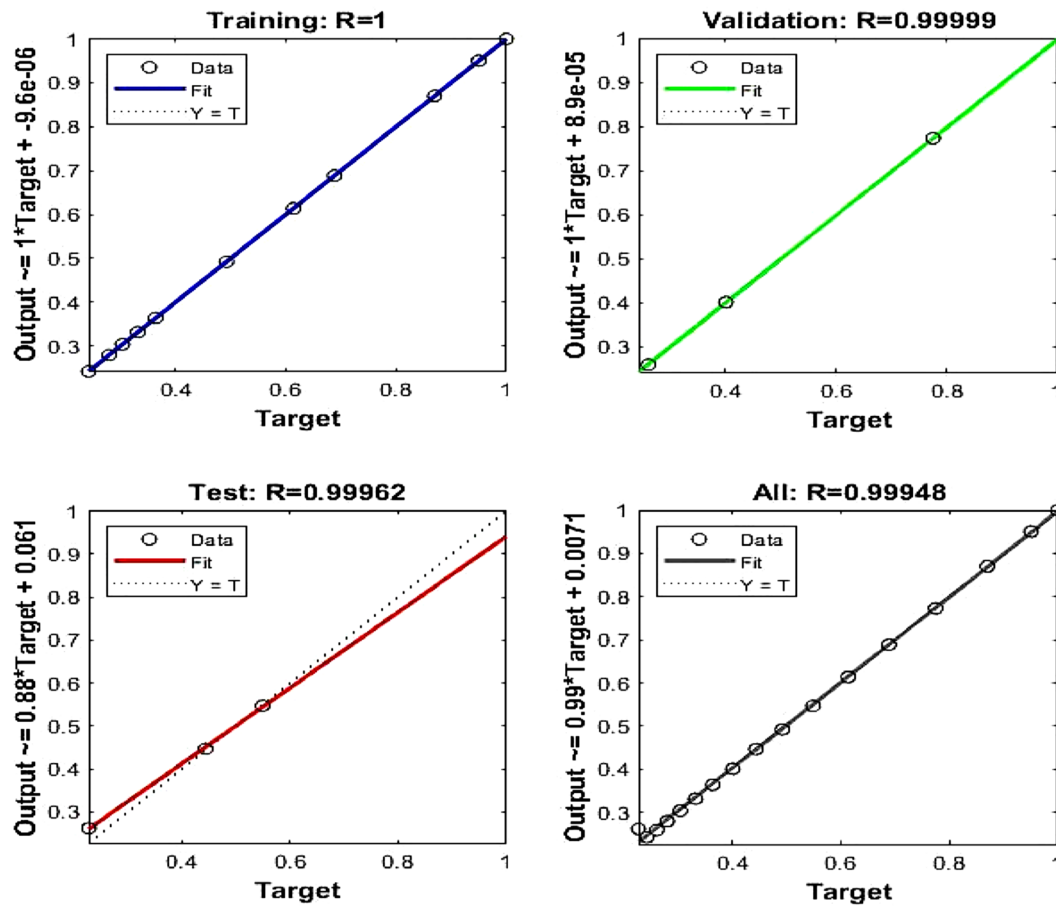 Training: R=1
Output ~= 1*Target + -9.6e-06
1
0.9
0.8
0.7
0.6
0.5
0.4
0.3
Data
Fit
Y = T
0.4
0.6
0.8
1
Target
Validation: R=0.99999
Output ~= 1*Target + 8.9e-05
1
0.9
0.8
0.7
0.6
0.5
0.4
0.3
Data
Fit
Y = T
0.4
0.6
0.8
1
Target
Test: R=0.99962
Output ~= 0.88*Target + 0.061
1
0.9
0.8
0.7
0.6
0.5
0.4
0.3
Data
Fit
Y = T
0.4
0.6
0.8
1
Target
All: R=0.99948
Output ~= 0.99*Target + 0.0071
1
0.9
0.8
0.7
0.6
0.5
0.4
0.3
Data
Fit
Y = T
0.4
0.6
0.8
1
Target